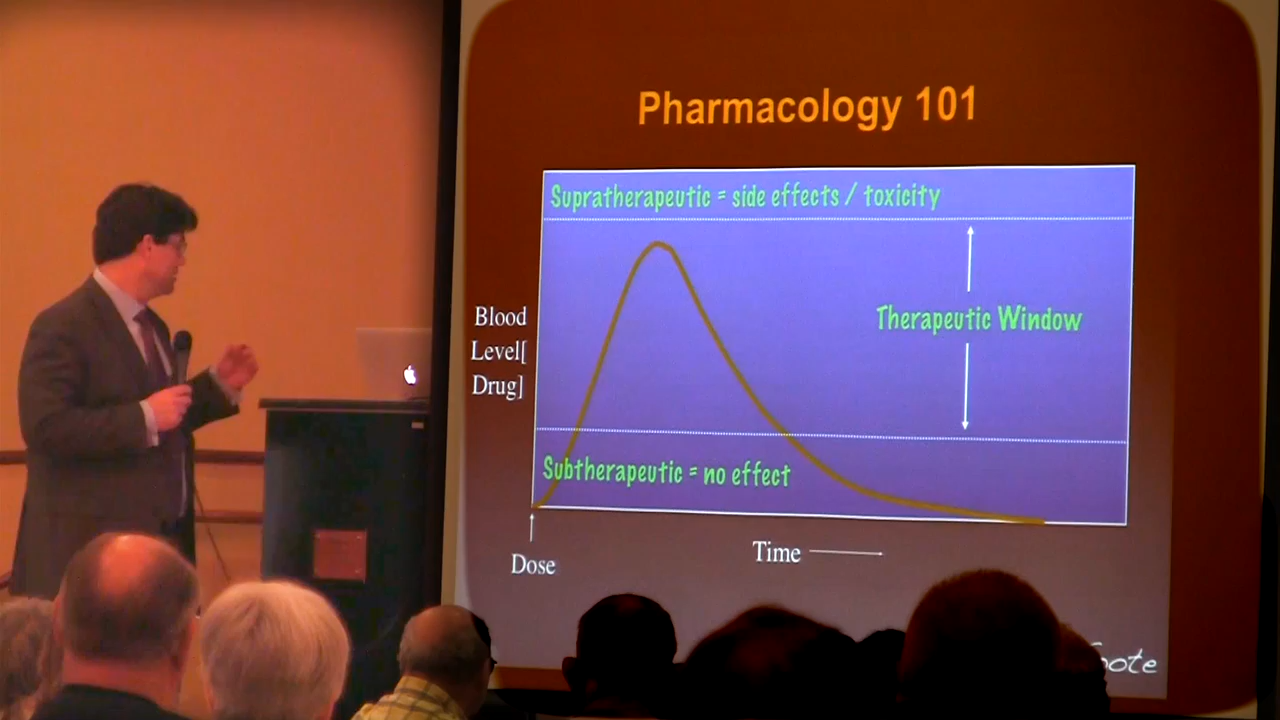 Pharmacology 101
Supratherapeutic = side effects / toxicity
Therapeutic Window
Blood
Level[
Drug]
Subtherapeutic = no effect
Dose
Time